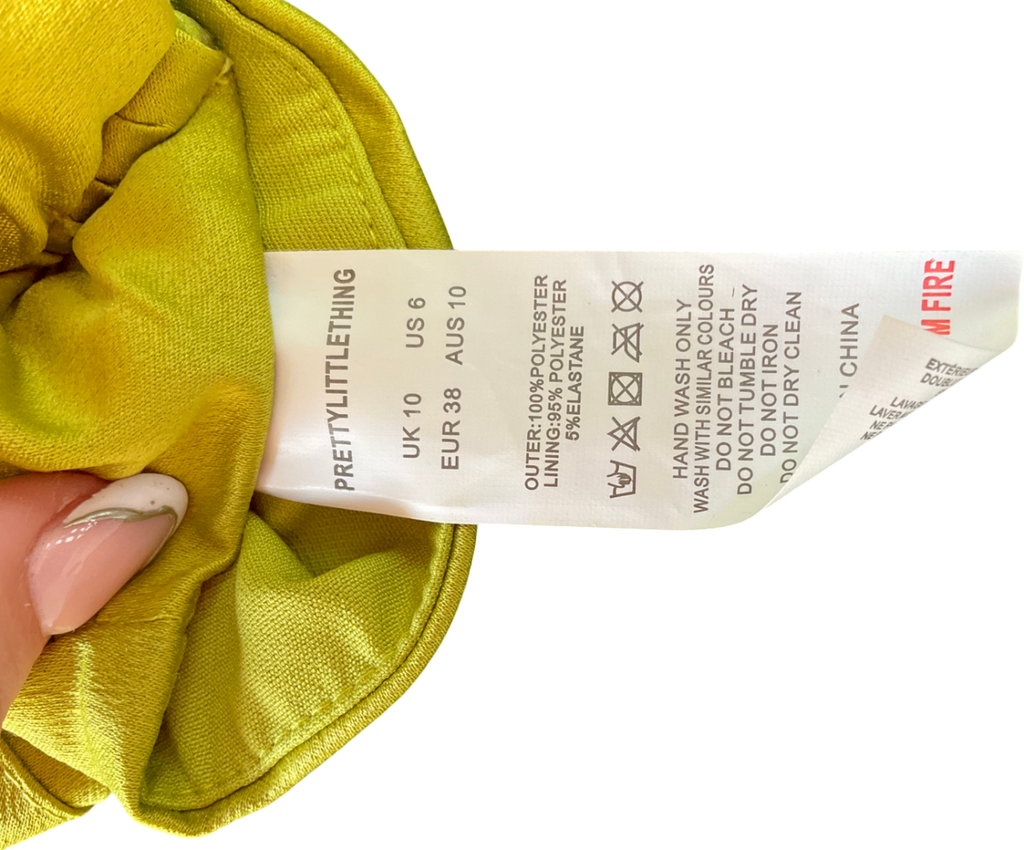 PRETTYLITTLETHING
UK 10 US 6
EUR 38 AUS 10
OUTER:100%POLYESTER
LINING:95% POLYESTER
5%ELASTANE
HAND WASH ONLY
WASH WITH SIMILAR COLOURS
DO NOT BLEACH
DO NOT TUMBLE DRY
DO NOT IRON
DO NOT DRY CLEAN
CHINA
M FIRE